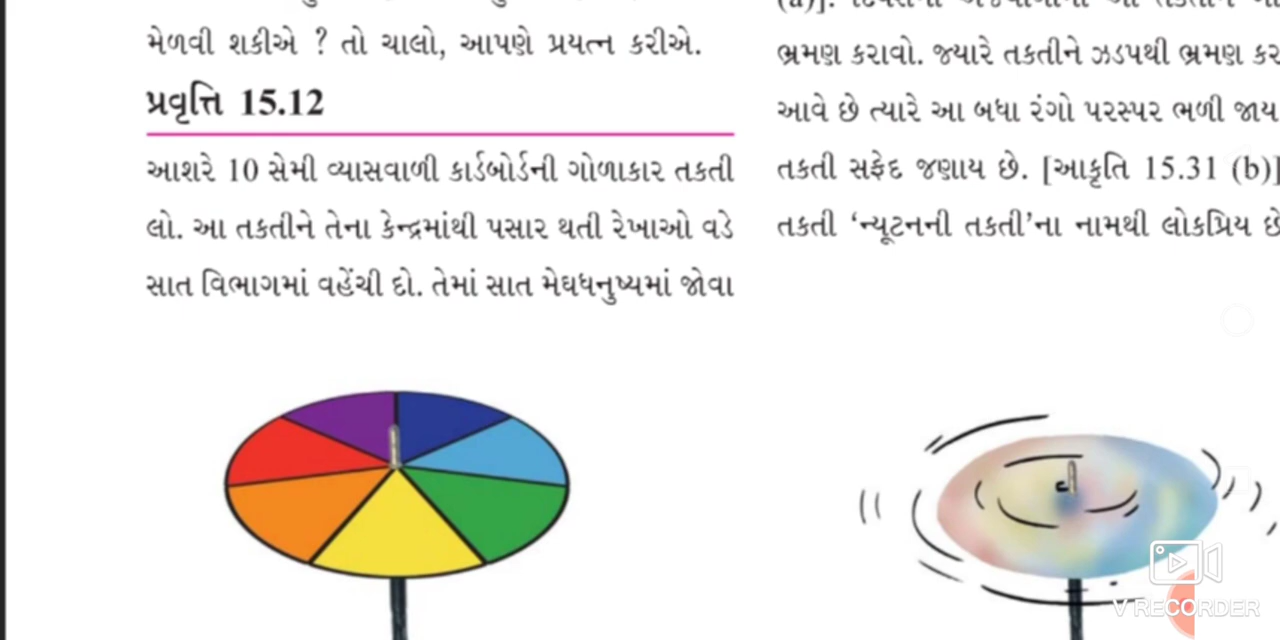 મેળવી શકીએ ? તો ચાલો, આપણે પ્રયત્ન કરીએ.
પ્રવૃત્તિ 15.12
આશરે 10 સેમી વ્યાસવાળી કાર્ડબોર્ડની ગોળાકાર તકતી
લો. આ તકતીને તેના કેન્દ્રમાંથી પસાર થતી રેખાઓ વડે
સાત વિભાગમાં વહેંચી દો. તેમાં સાત મેઘધનુષ્યમાં જોવા
ભ્રમણ કરાવો. જ્યારે તકતીને ઝડપથી ભ્રમણ કર
આવે છે ત્યારે આ બધા રંગો પરસ્પર ભળી જાય
તકતી સફેદ જણાય છે. [આકૃતિ 15.31 (b)]
તકતી ‘ન્યૂટનની તકતી’ના નામથી લોકપ્રિય છે
V RECORDER